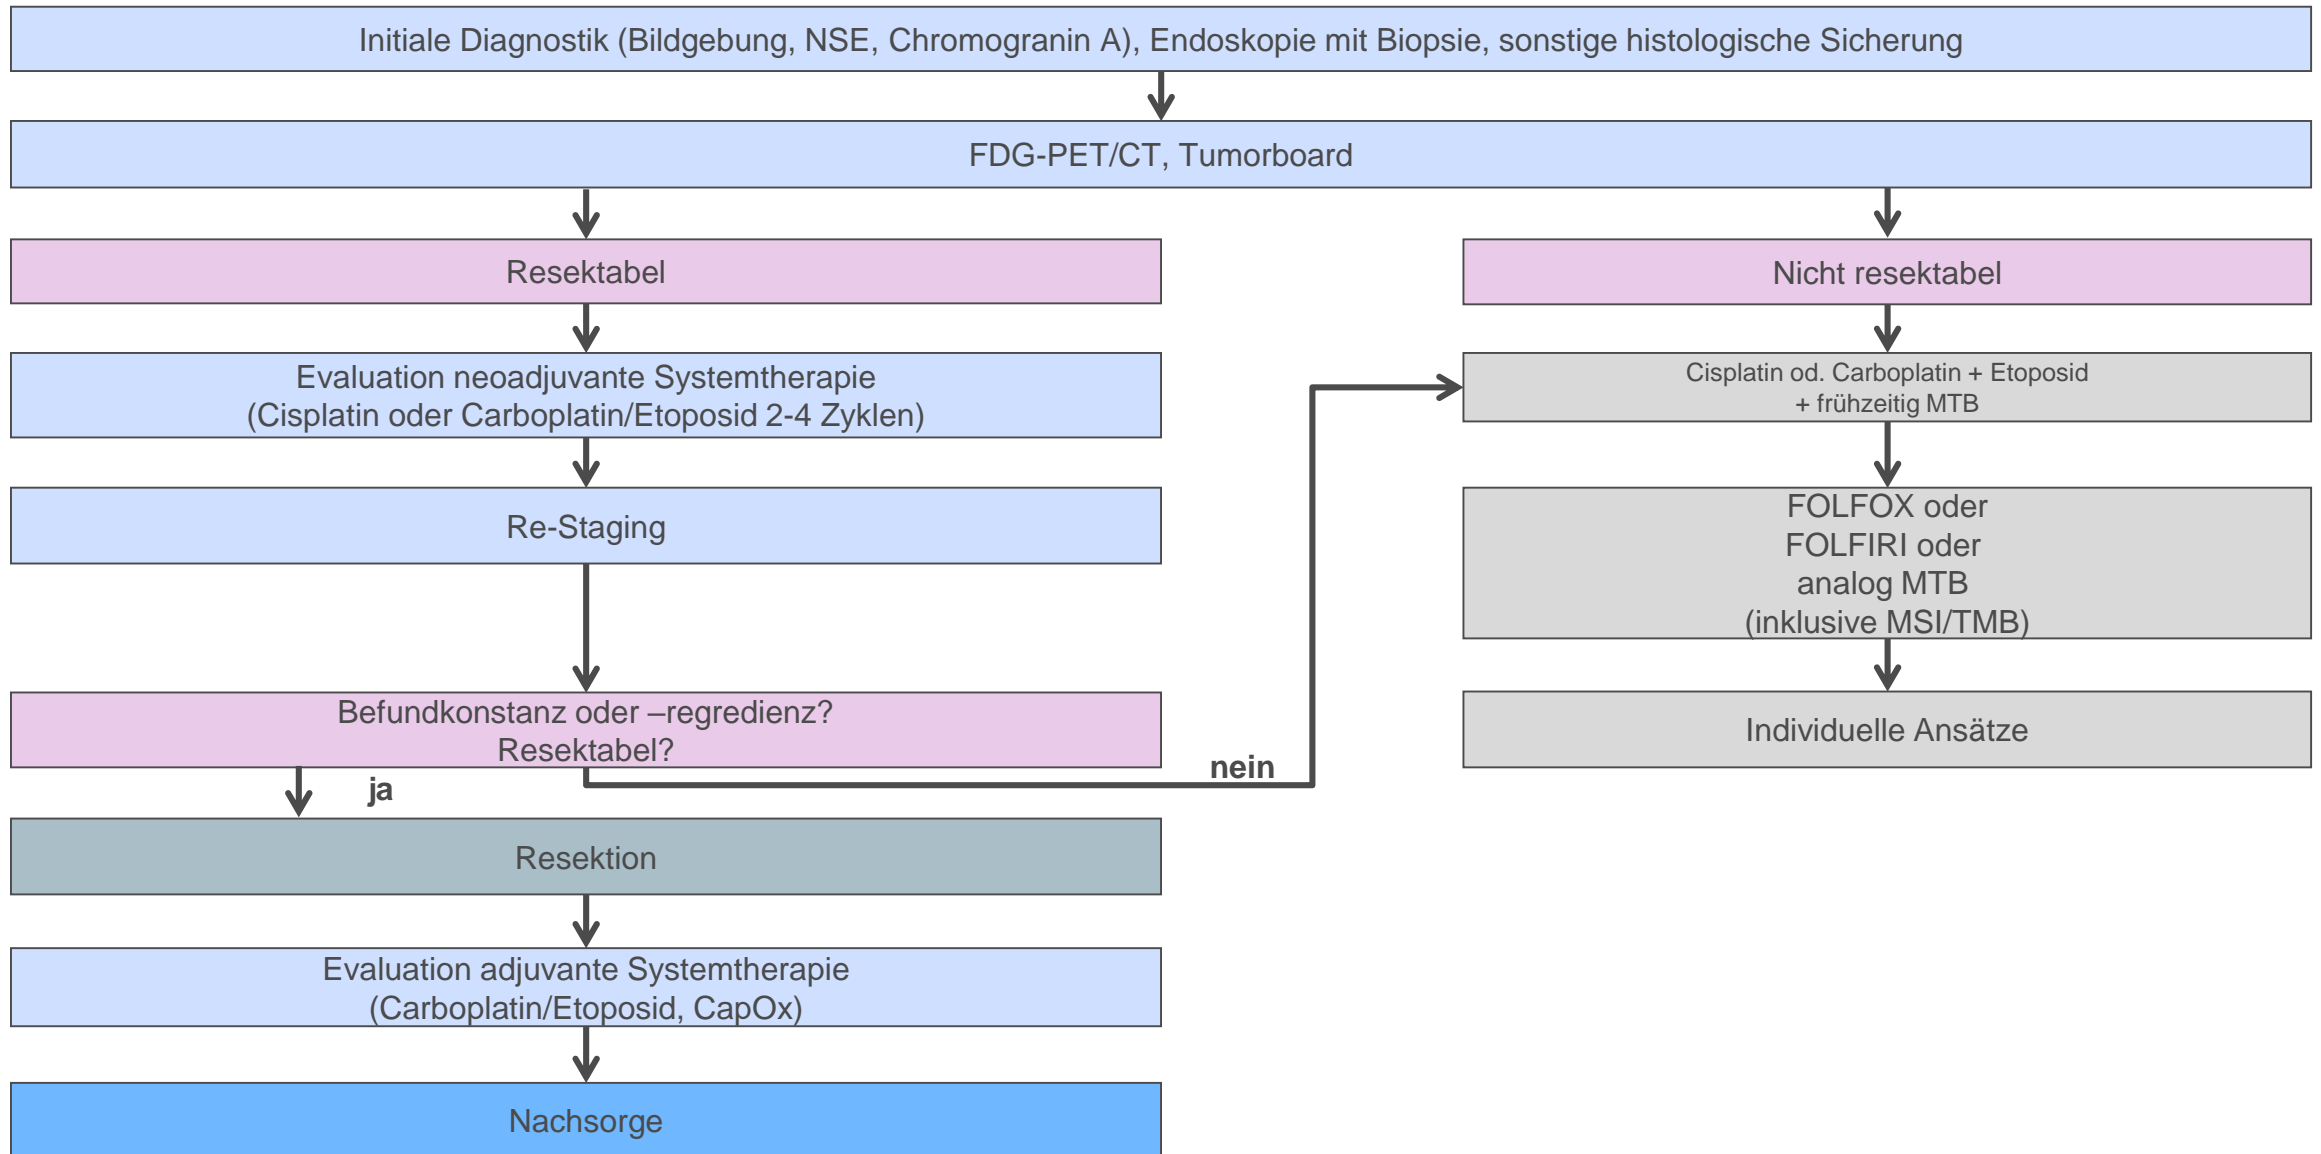 Initiale Diagnostik (Bildgebung, NSE, Chromogranin A), Endoskopie mit Biopsie, sonstige histologische Sicherung
FDG-PET/CT, Tumorboard
Resektabel
Nicht resektabel
Evaluation neoadjuvante Systemtherapie
(Cisplatin oder Carboplatin/Etoposid 2-4 Zyklen)
Cisplatin od. Carboplatin + Etoposid
+ frühzeitig MTB
Re-Staging
FOLFOX oder
FOLFIRI oder
analog MTB
(inklusive MSI/TMB)
Befundkonstanz oder –regredienz?
Resektabel?
Individuelle Ansätze
ja
nein
Resektion
Evaluation adjuvante Systemtherapie
(Carboplatin/Etoposid, CapOx)
Nachsorge